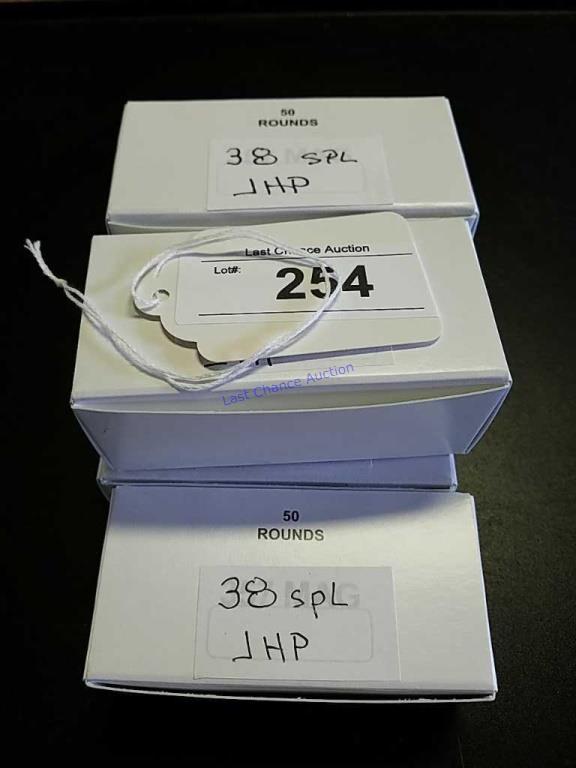 50
ROUNDS
38 SPL
JHP
Last Chance Auction
Lot#:
254
Last Chance Auction
50
ROUNDS
38 SPL
JHP